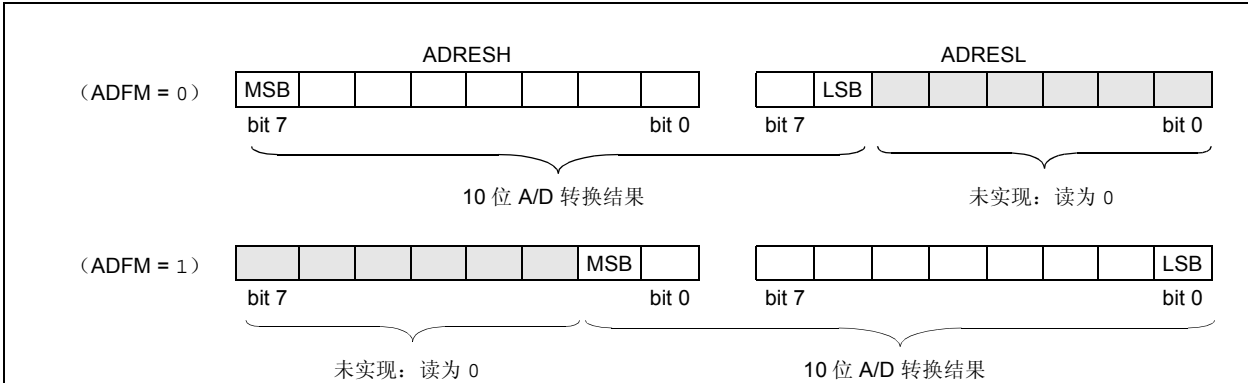 ADRESH ADRESL
（ADFM = 0） MSB LSB
bit 7 bit 0 bit 7 bit 0
10 位 A/D 转换结果 未实现：读为 0
（ADFM = 1） MSB LSB
bit 7 bit 0 bit 7 bit 0
未实现：读为 0 10 位 A/D 转换结果